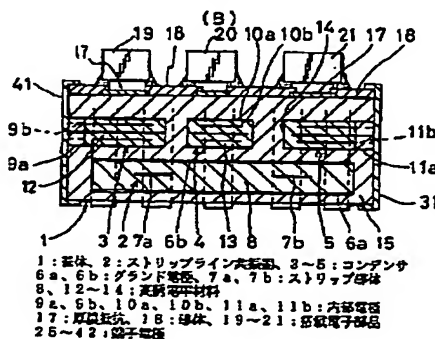 (B)
19 18 20 10a 10b 14 21 17 18
17
41
9b 11b
9a 11a
12 31
1 3 2 7a 6b 4 13 8 7b 5 6a 15
1:基体、2:ストリップライン共振器、3~5:コンデンサ
6a、6b:グランド電極、7a、7b:ストリップ導体
8、12~14:高誘電率材料
9a、9b、10a、10b、11a、11b:内部電極
17:厚膜抵抗、18:導体、19~21:搭載電子部品
25~42:端子電極